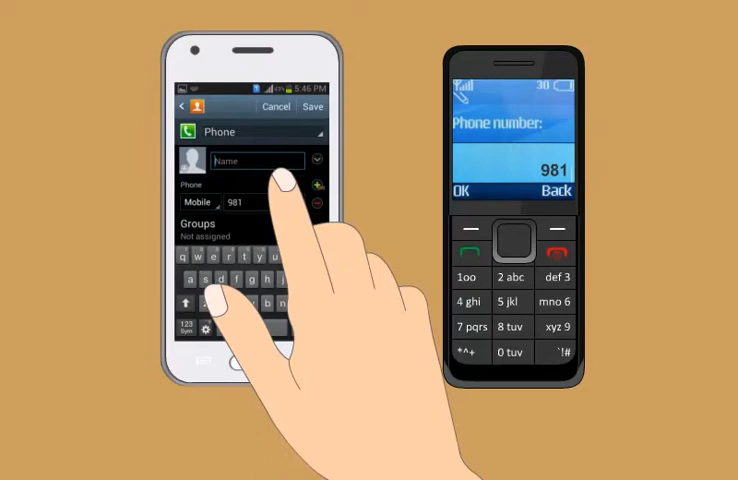 5:46 PM
Cancel Save
Phone
Name
Phone
Mobile 981
Groups
Not assigned
q w e r t y u
a s d f g h
b n
123
Sym
30
Phone number:
981
OK Back
1oo 2 abc def 3
4 ghi 5 jkl mno 6
7 pqrs 8 tuv xyz 9
*^+ 0 tuv `!#